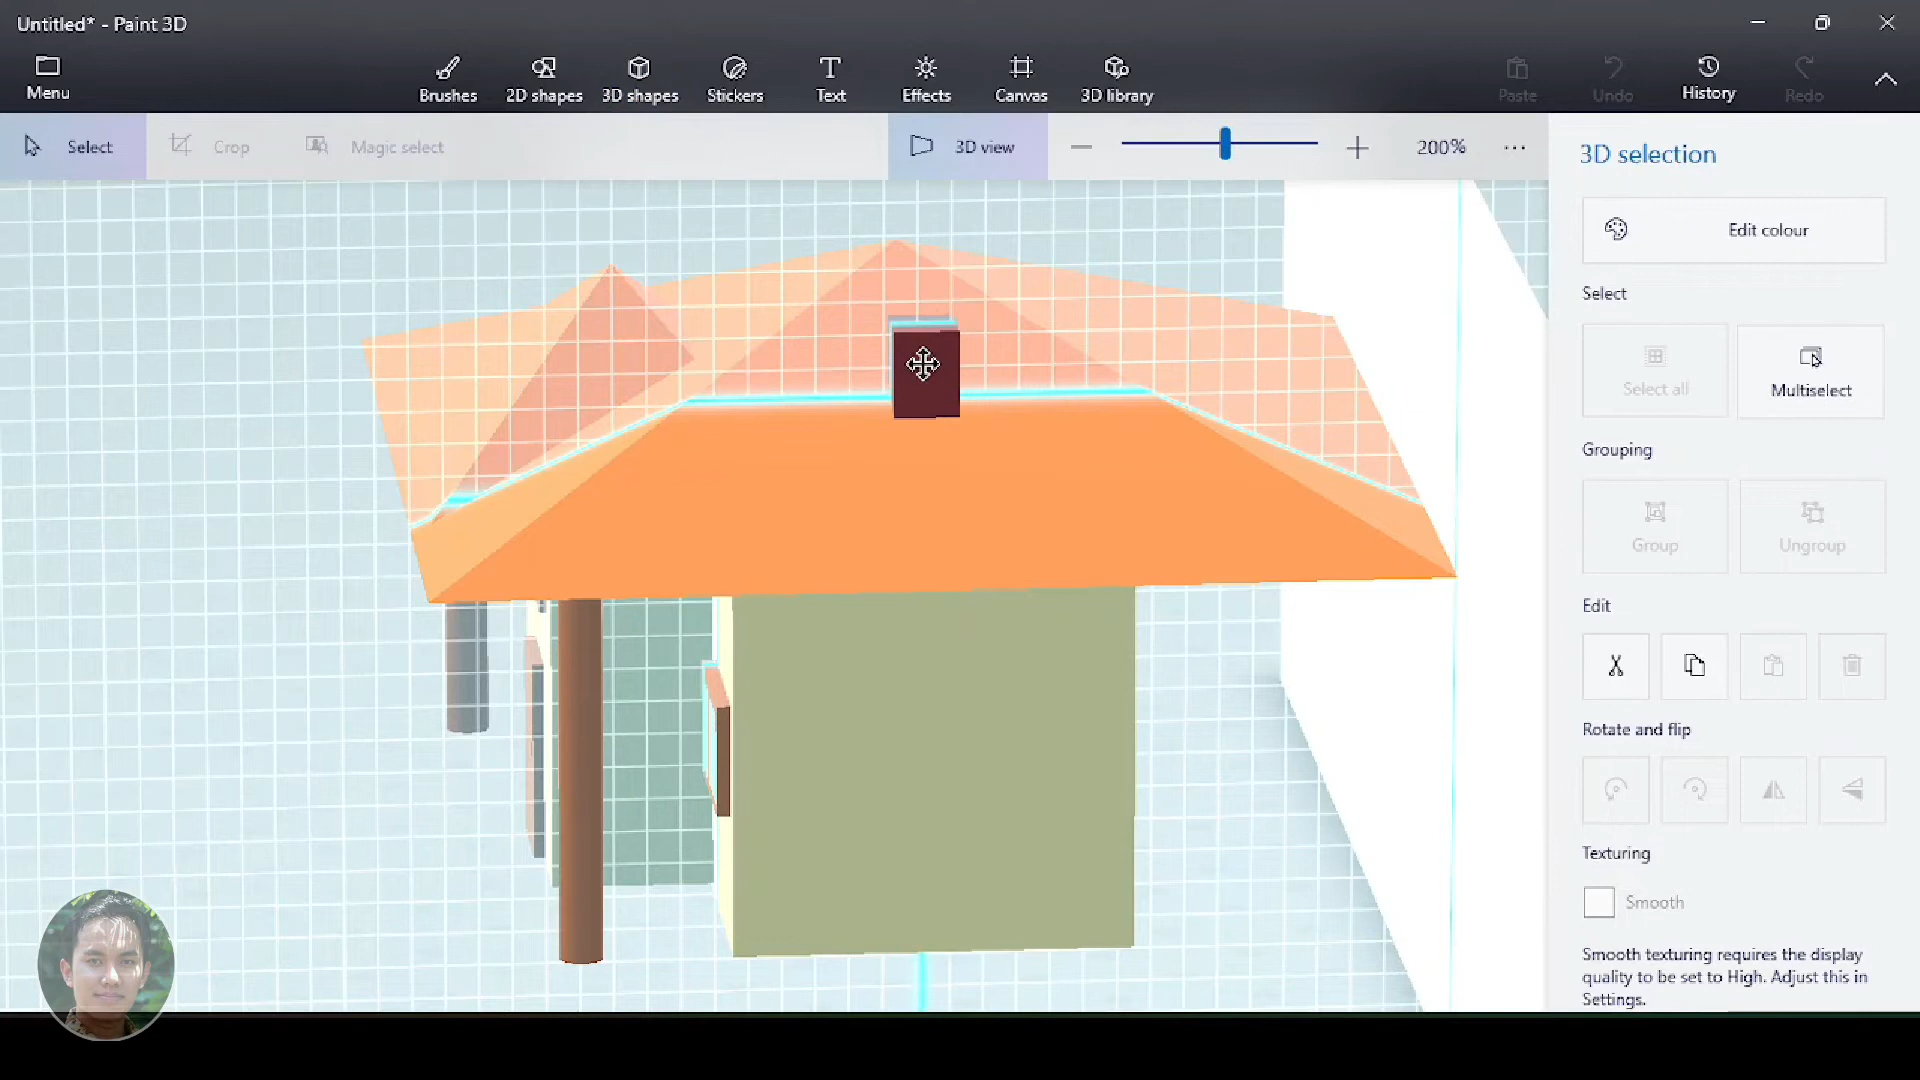 Untitled* - Paint 3D
Menu
Brushes
2D shapes
3D shapes
Stickers
Text
Effects
Canvas
3D library
Paste
Undo
History
Redo
Select
Crop
Magic select
3D view
200%
3D selection
Edit colour
Select
Select all
Multiselect
Grouping
Group
Ungroup
Edit
Rotate and flip
Texturing
Smooth
Smooth texturing requires the display
quality to be set to High. Adjust this in
Settings.